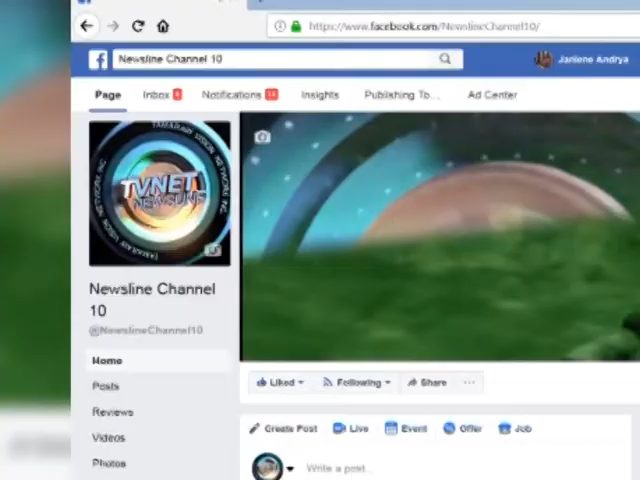 https://www.facebook.com/NewslineChannel10/
Newsline Channel 10
Janiene Andrya
Page
Inbox 6
Notifications 14
Insights
Publishing To...
Ad Center
TVNET
NEWSLINE
Newsline Channel
10
@NewslineChannel10
Home
Posts
Reviews
Videos
Photos
Liked
Following
Share
Create Post
Live
Event
Offer
Job
Write a post...